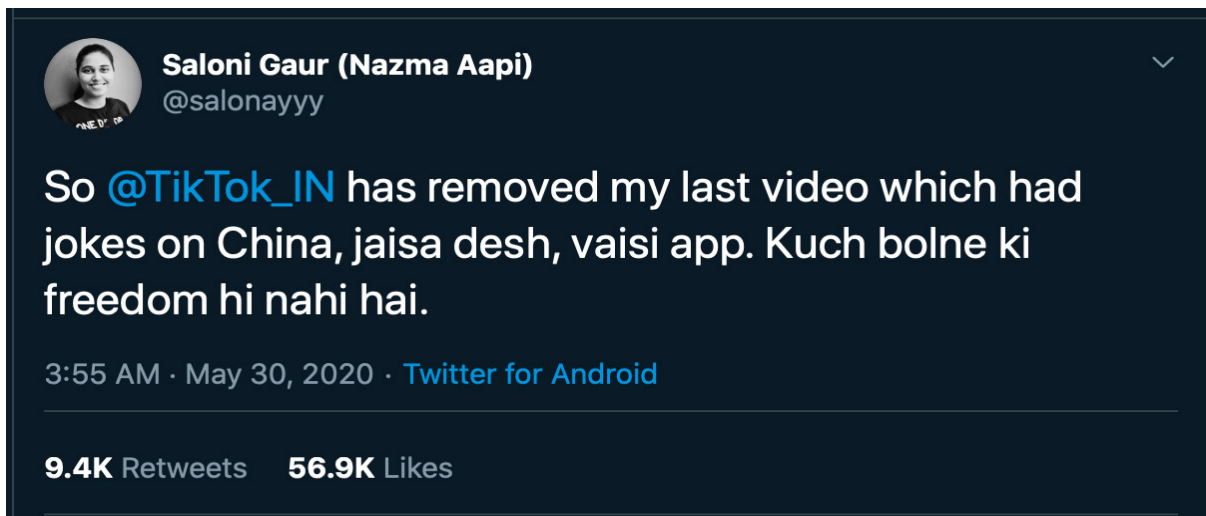 Saloni Gaur (Nazma Aapi)
@salonayyy
So @TikTok_IN has removed my last video which had
jokes on China, jaisa desh, vaisi app. Kuch bolne ki
freedom hi nahi hai.
3:55 AM · May 30, 2020 · Twitter for Android
9.4K Retweets 56.9K Likes